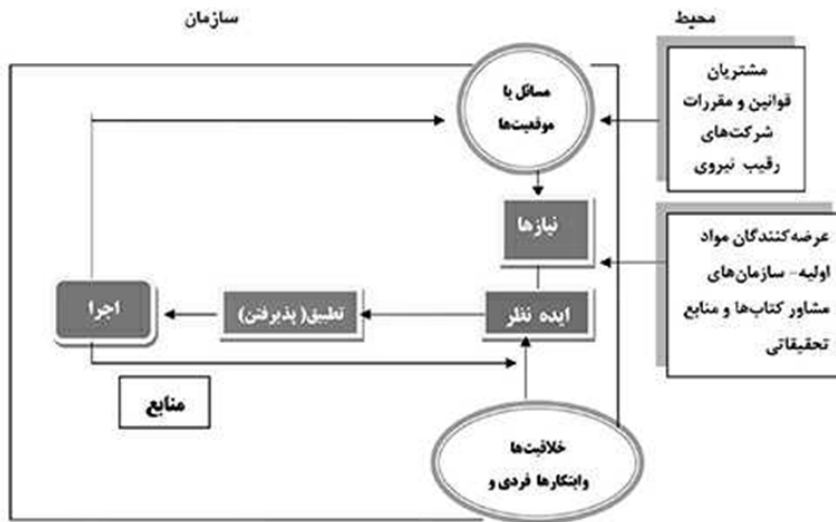 محیط
سازمان
مشتریان
قوانین و مقررات
شرکت‌های
رقیب نیروی
مسائل یا
موقعیت‌ها
نیازها
عرضه‌کنندگان مواد
اولیه- سازمان‌های
مشاور کتاب‌ها و منابع
تحقیقاتی
ایده نظر
تطبیق( پذیرفتن)
اجرا
منابع
خلاقیت‌ها
وابتکارها فردی و